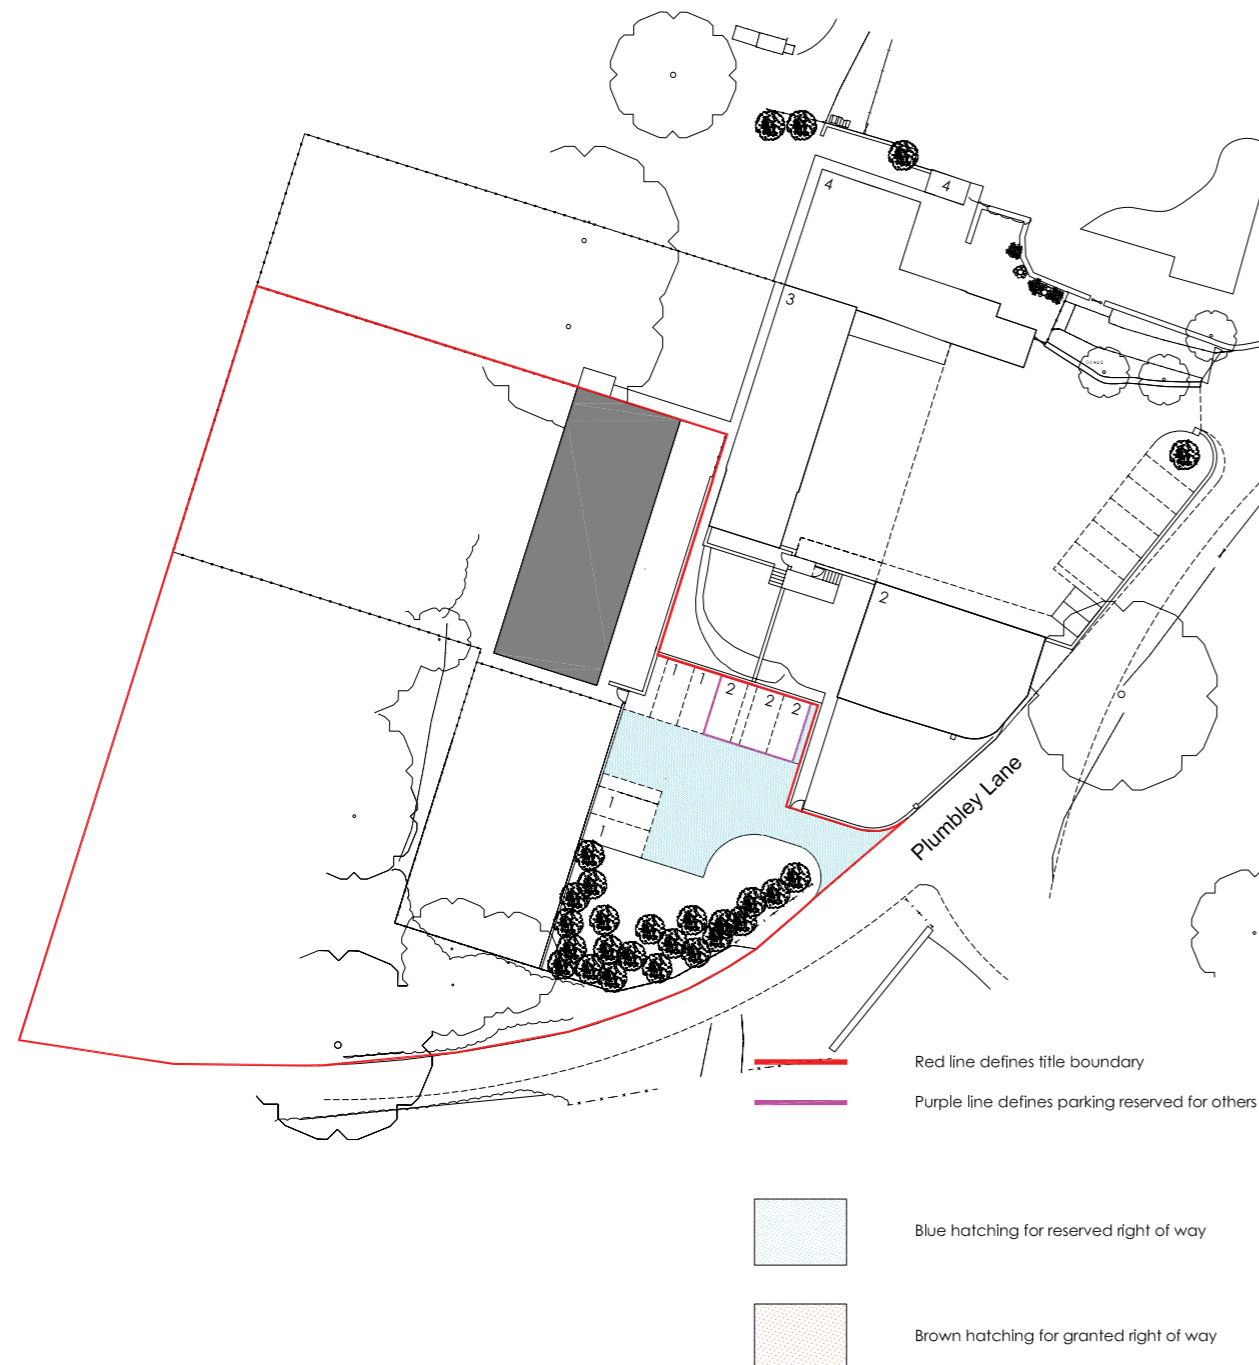 4
4
3
2
1
1
2
2
2
1
1
Plumbley Lane
Red line defines title boundary
Purple line defines parking reserved for others
Blue hatching for reserved right of way
Brown hatching for granted right of way